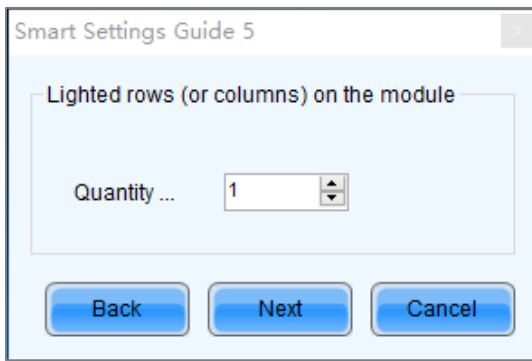 Smart Settings Guide 5
Lighted rows (or columns) on the module
Quantity ...
1
Back
Next
Cancel